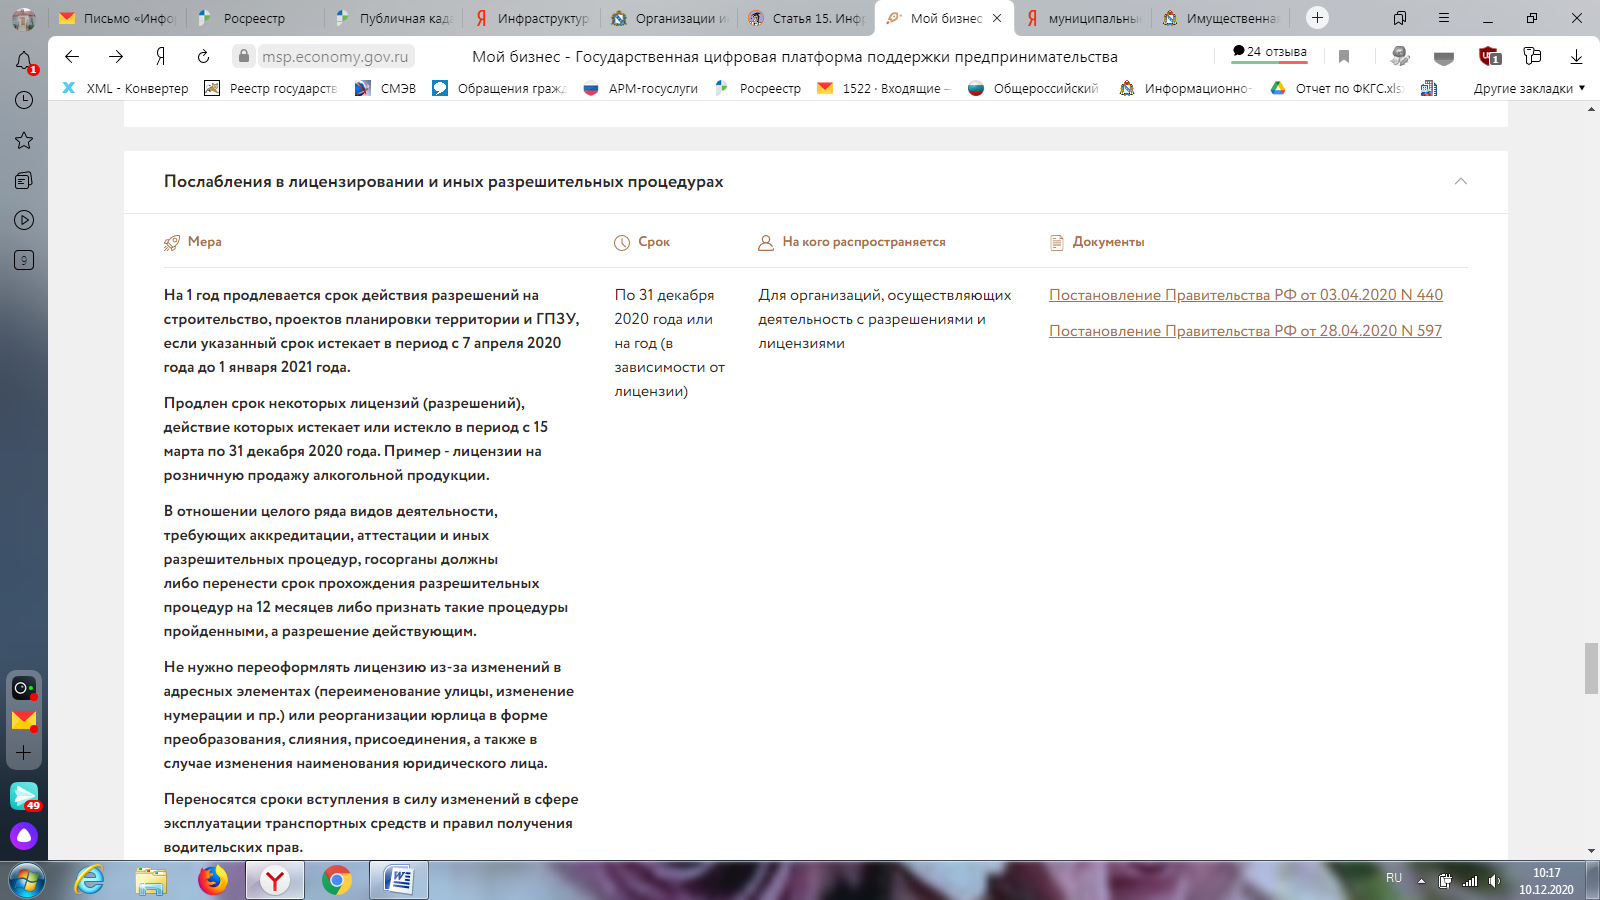 Письмо «Инфор
Росреестр
Публичная када
Инфраструктур
Организации ин
Статья 15. Инфр
Мой бизнес
муниципальны
Имущественная
msp.economy.gov.ru
Мой бизнес - Государственная цифровая платформа поддержки предпринимательства
24 отзыва
1
1
XML - Конвертер
Реестр государств
СМЭВ
Обращения гражд
АРМ-госуслуги
Росреестр
1522 · Входящие –
Общероссийский
Информационно-
Отчет по ФКГС.xlsx
Другие закладки
9
Послабления в лицензировании и иных разрешительных процедурах
Мера
Срок
На кого распространяется
Документы
На 1 год продлевается срок действия разрешений на
строительство, проектов планировки территории и ГПЗУ,
если указанный срок истекает в период с 7 апреля 2020
года до 1 января 2021 года.
Продлен срок некоторых лицензий (разрешений),
действие которых истекает или истекло в период с 15
марта по 31 декабря 2020 года. Пример - лицензии на
розничную продажу алкогольной продукции.
В отношении целого ряда видов деятельности,
требующих аккредитации, аттестации и иных
разрешительных процедур, госорганы должны
либо перенести срок прохождения разрешительных
процедур на 12 месяцев либо признать такие процедуры
пройденными, а разрешение действующим.
Не нужно переоформлять лицензию из-за изменений в
адресных элементах (переименование улицы, изменение
нумерации и пр.) или реорганизации юрлица в форме
преобразования, слияния, присоединения, а также в
случае изменения наименования юридического лица.
Переносятся сроки вступления в силу изменений в сфере
эксплуатации транспортных средств и правил получения
водительских прав.
По 31 декабря
2020 года или
на год (в
зависимости от
лицензии)
Для организаций, осуществляющих
деятельность с разрешениями и
лицензиями
Постановление Правительства РФ от 03.04.2020 N 440
Постановление Правительства РФ от 28.04.2020 N 597
49
RU
10:17
10.12.2020